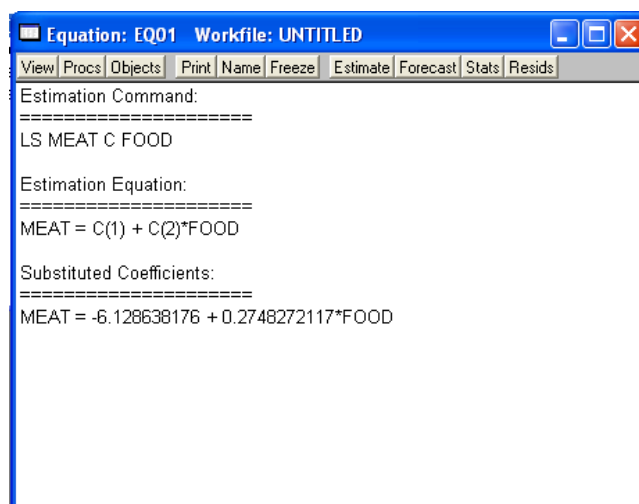 Equation: EQ01 Workfile: UNTITLED
View Procs Objects Print Name Freeze Estimate Forecast Stats Resids
Estimation Command:
=====================
LS MEAT C FOOD
Estimation Equation:
=====================
MEAT = C(1) + C(2)*FOOD
Substituted Coefficients:
=====================
MEAT = -6.128638176 + 0.2748272117*FOOD